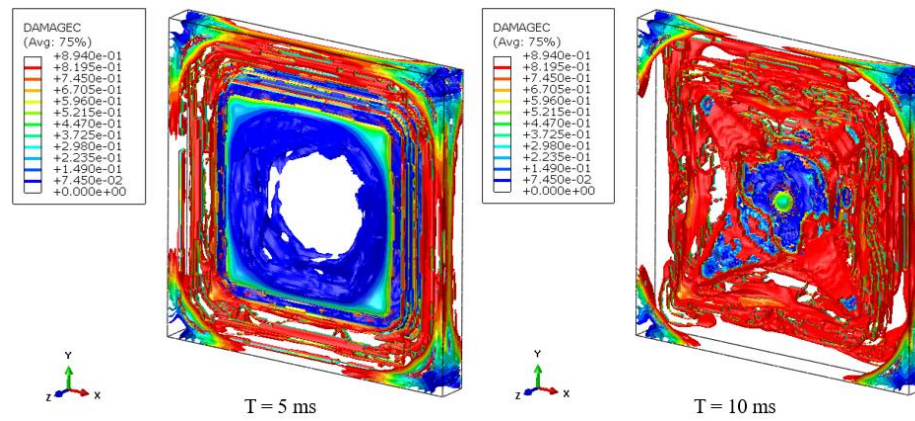 DAMAGEC
(Avg: 75%)
+8.940e-01
+8.195e-01
+7.450e-01
+6.705e-01
+5.960e-01
+5.215e-01
+4.470e-01
+3.725e-01
+2.980e-01
+2.235e-01
+1.490e-01
+7.450e-02
+0.000e+00
Y
Z X
T = 5 ms
DAMAGEC
(Avg: 75%)
+8.940e-01
+8.195e-01
+7.450e-01
+6.705e-01
+5.960e-01
+5.215e-01
+4.470e-01
+3.725e-01
+2.980e-01
+2.235e-01
+1.490e-01
+7.450e-02
+0.000e+00
Y
Z X
T = 10 ms